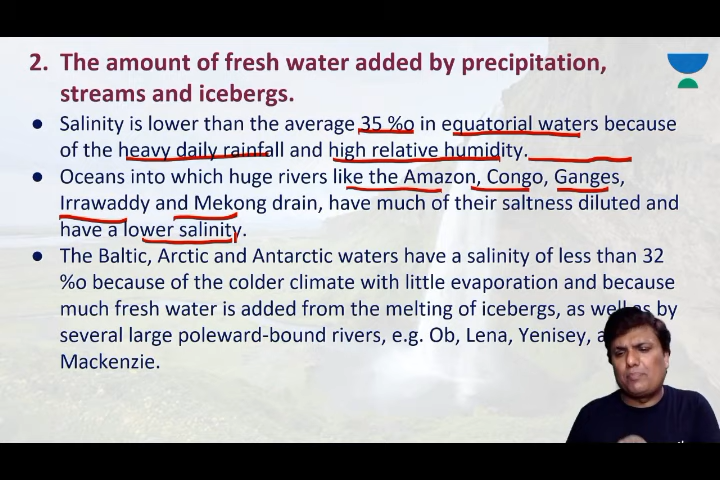 2. The amount of fresh water added by precipitation,
streams and icebergs.
● Salinity is lower than the average 35 %o in equatorial waters because
of the heavy daily rainfall and high relative humidity.
● Oceans into which huge rivers like the Amazon, Congo, Ganges,
Irrawaddy and Mekong drain, have much of their saltness diluted and
have a lower salinity.
● The Baltic, Arctic and Antarctic waters have a salinity of less than 32
%o because of the colder climate with little evaporation and because
much fresh water is added from the melting of icebergs, as well as by
several large poleward-bound rivers, e.g. Ob, Lena, Yenisey,
Mackenzie.